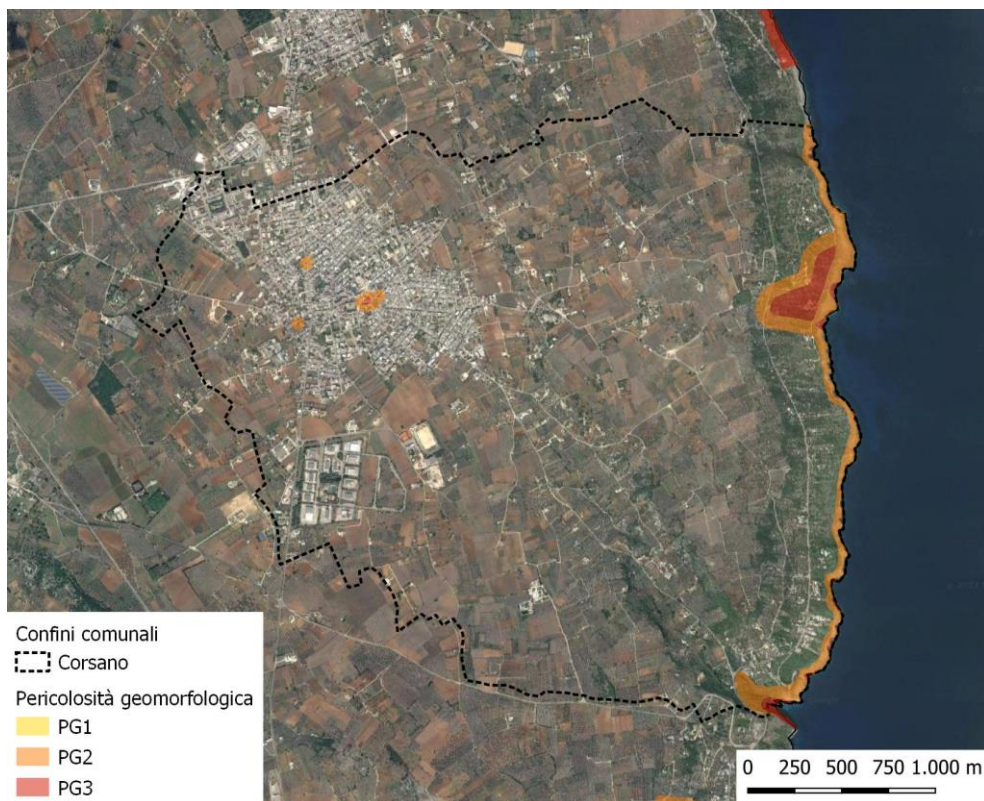 Confini comunali
Corsano
Pericolosità geomorfologica
PG1
PG2
PG3
0 250 500 750 1.000 m